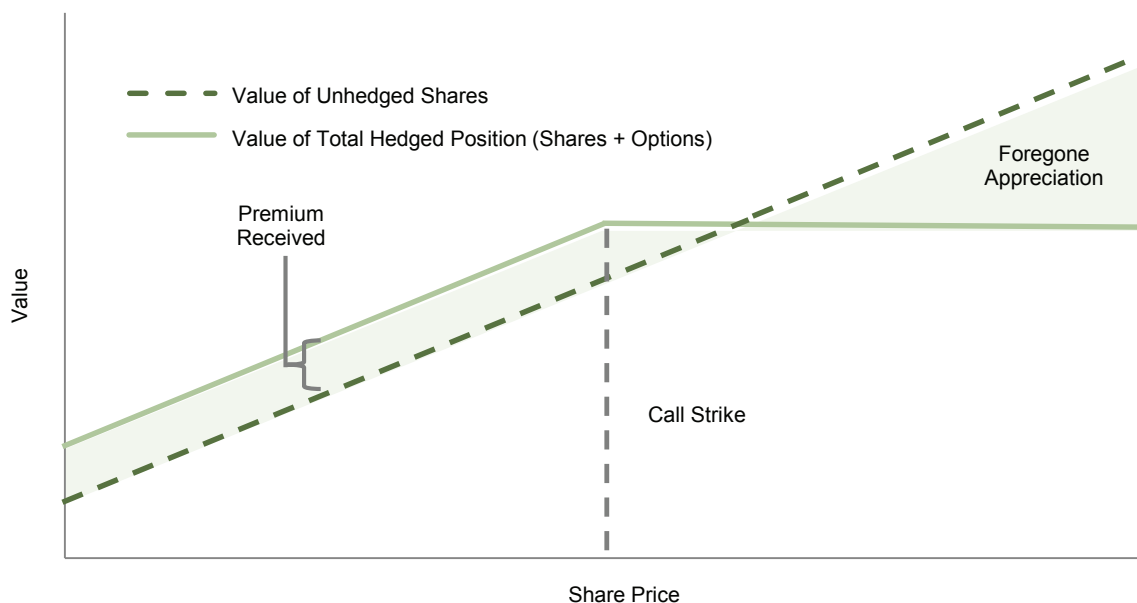 Value of Unhedged Shares
Value of Total Hedged Position (Shares + Options)
Foregone
Appreciation
Premium
Received
Value
Call Strike
Share Price